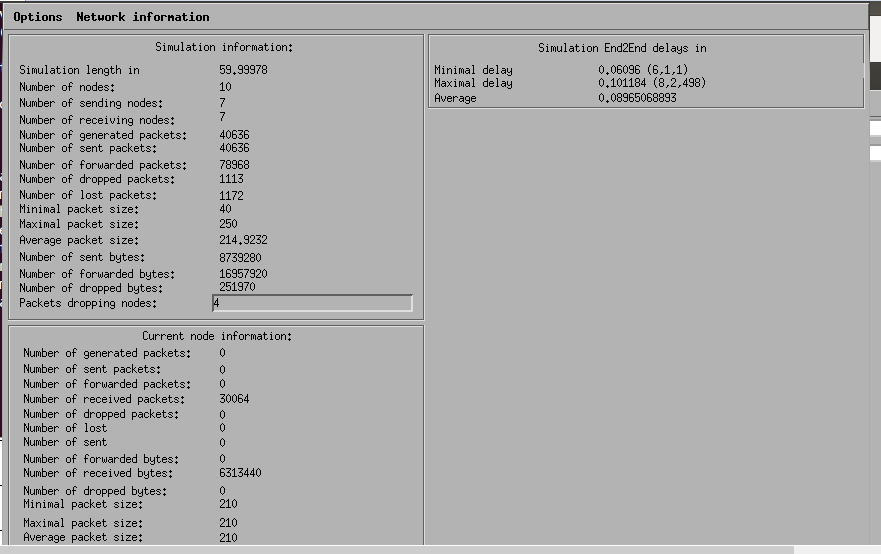 Options Network information
Simulation information:
Simulation length in 59.99978
Number of nodes: 10
Number of sending nodes: 7
Number of receiving nodes: 7
Number of generated packets: 40636
Number of sent packets: 40636
Number of forwarded packets: 78968
Number of dropped packets: 1113
Number of lost packets: 1172
Minimal packet size: 40
Maximal packet size: 250
Average packet size: 214.9232
Number of sent bytes: 8739280
Number of forwarded bytes: 16957920
Number of dropped bytes: 251970
Packets dropping nodes: 4
Current node information:
Number of generated packets: 0
Number of sent packets: 0
Number of forwarded packets: 0
Number of received packets: 30064
Number of dropped packets: 0
Number of lost 0
Number of sent 0
Number of forwarded bytes: 0
Number of received bytes: 6313440
Number of dropped bytes: 0
Minimal packet size: 210
Maximal packet size: 210
Average packet size: 210
Simulation End2End delays in
Minimal delay 0.06096 (6,1,1)
Maximal delay 0.101184 (8,2,498)
Average 0.08965068893